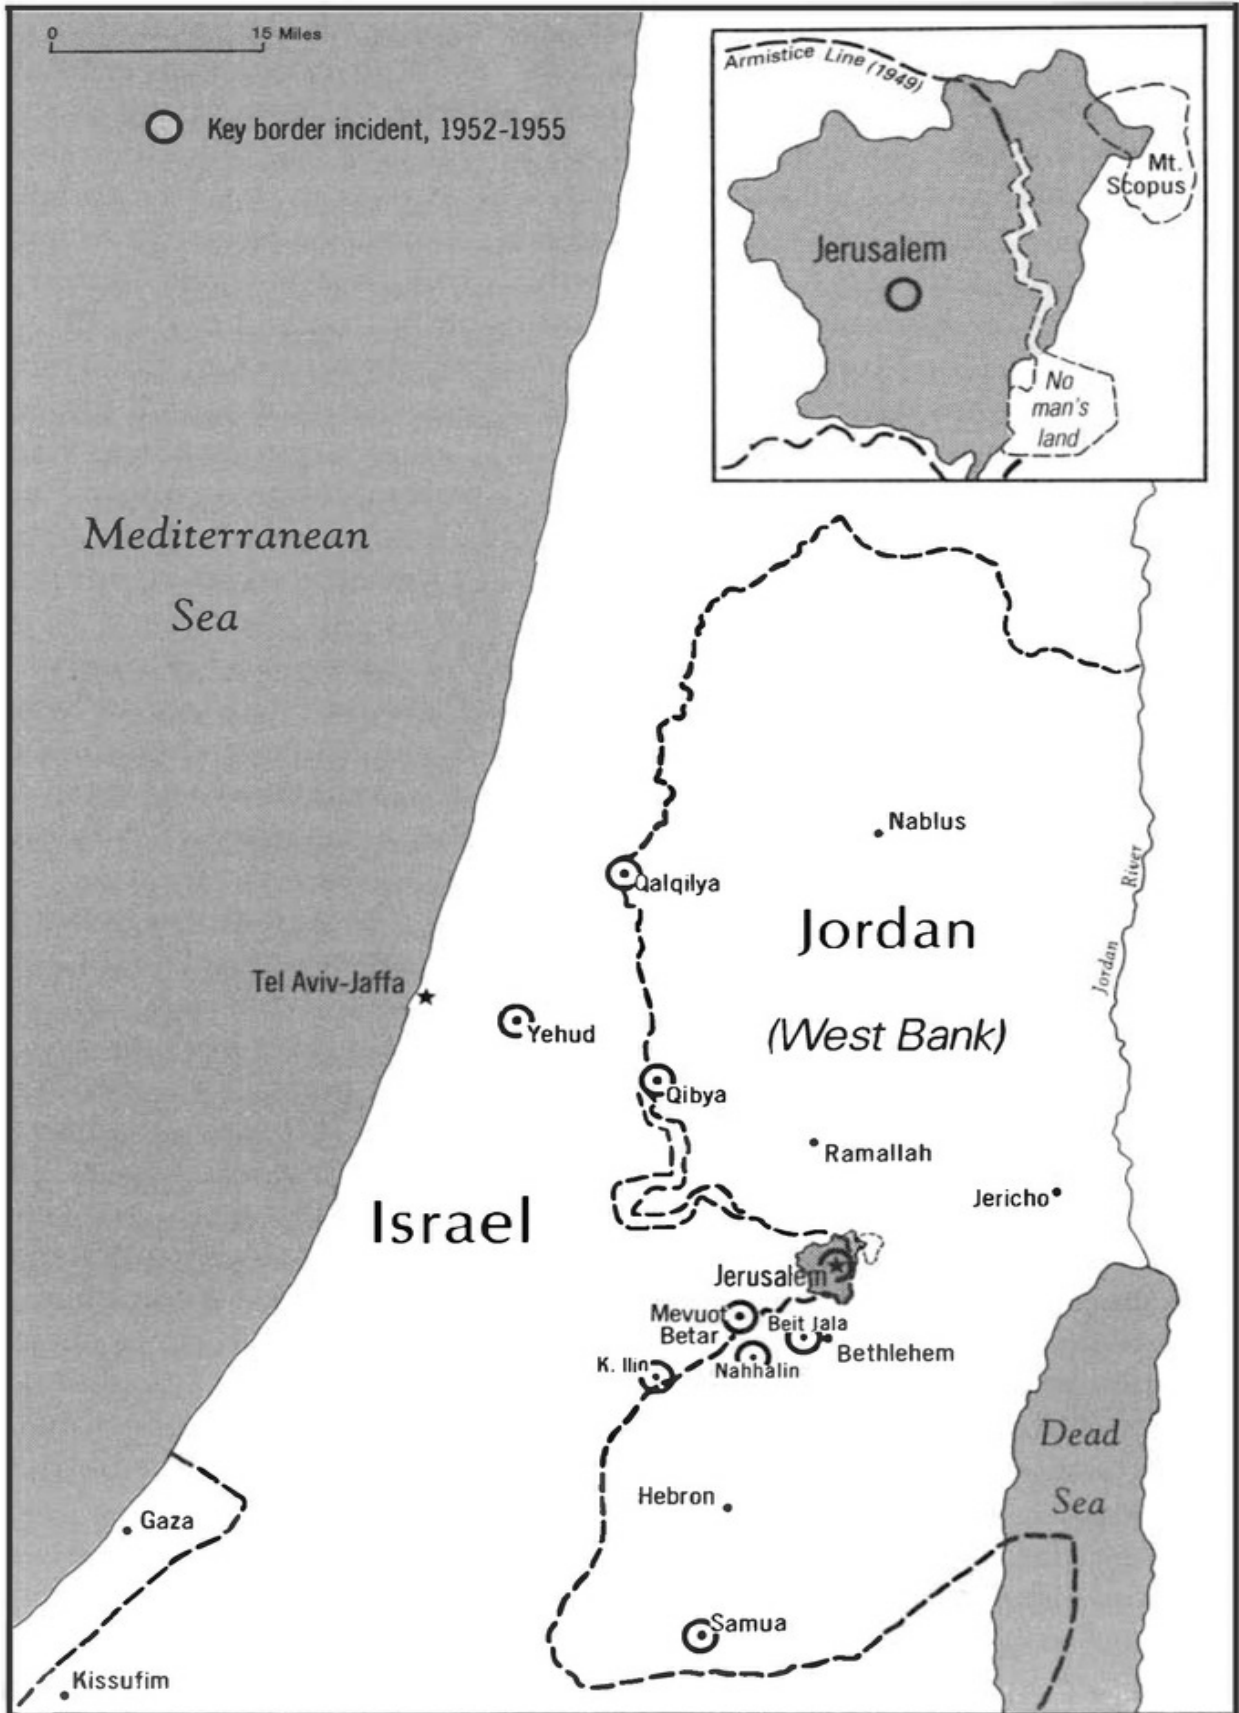 0 15 Miles
Key border incident, 1952-1955
Armistice Line (1949)
Mt.
Scopus
Jerusalem
No
man's
land
Mediterranean
Sea
Nablus
Qalqilya
Jordan
River
Jordan
Tel Aviv-Jaffa
Yehud
(West Bank)
Qibya
Ramallah
Jericho
Israel
Jerusalem
Mevuot
Betar
Beit Jala
Bethlehem
K. Ilin
Nahhalin
Dead
Sea
Hebron
Gaza
Samua
Kissufim